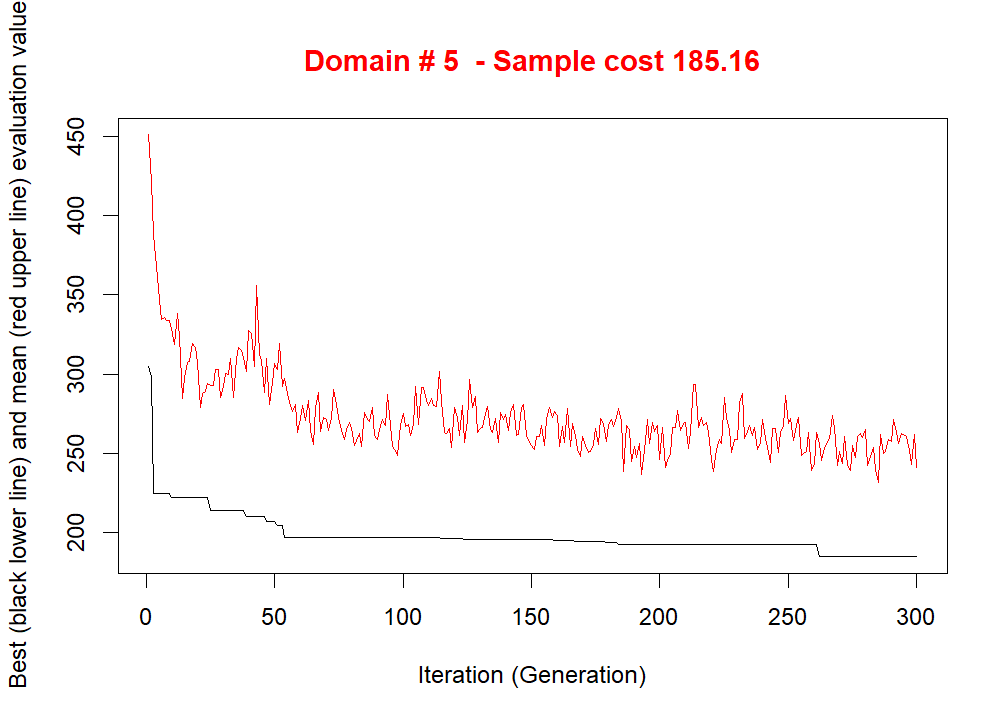 Domain # 5  - Sample cost 185.16
Best (black lower line) and mean (red upper line) evaluation value
450
400
350
300
250
200
0 50 100 150 200 250 300
Iteration (Generation)